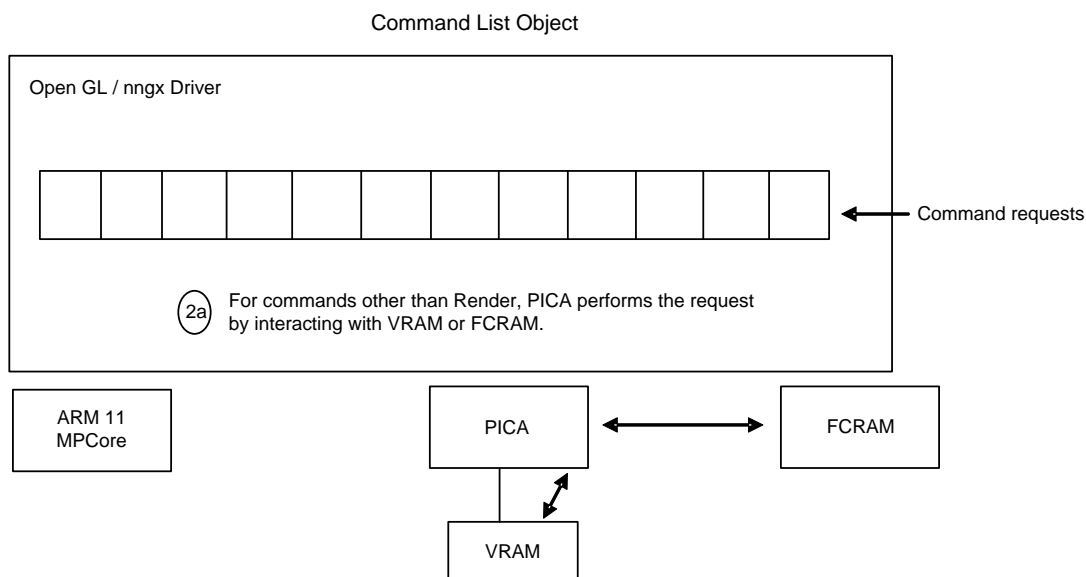 Command List Object
Open GL / nngx Driver
Command requests
2a
For commands other than Render, PICA performs the request
by interacting with VRAM or FCRAM.
ARM 11
MPCore
PICA
FCRAM
VRAM